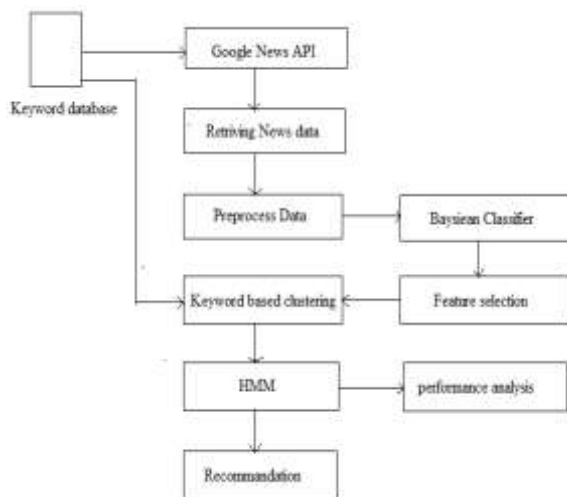 Google News API
Keyword database
Retriving News data
Preprocess Data
Baysiean Classifier
Keyword based clustering
Feature selection
HMM
performance analysis
Recommandation